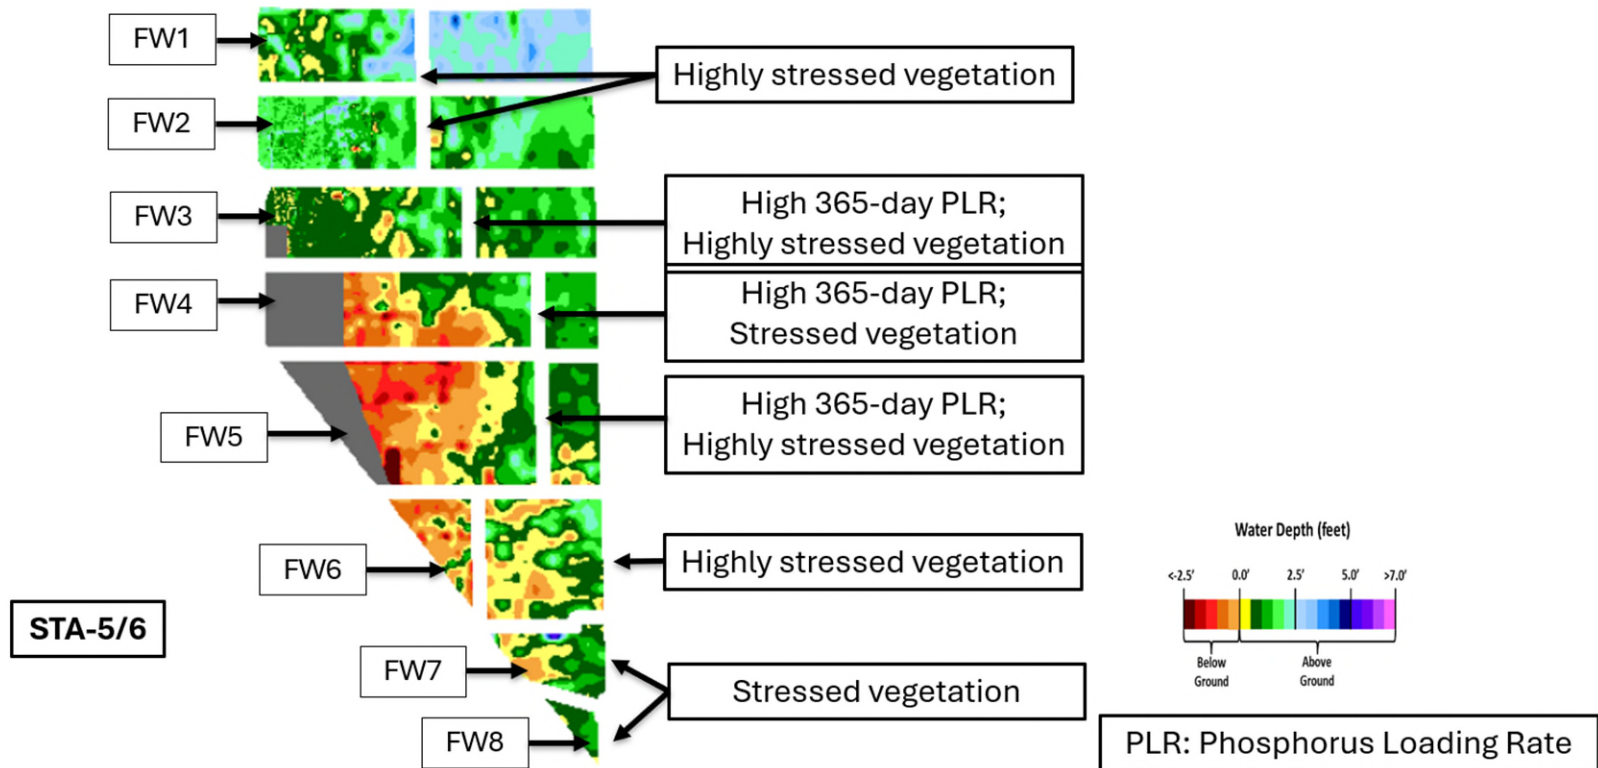 FW1
Highly stressed vegetation
FW2
FW3
High 365-day PLR;
Highly stressed vegetation
FW4
High 365-day PLR;
Stressed vegetation
FW5
High 365-day PLR;
Highly stressed vegetation
FW6
Highly stressed vegetation
STA-5/6
FW7
Stressed vegetation
FW8
Water Depth (feet)
<-2.5' 0.0' 2.5' 5.0' >7.0'
Below
Ground
Above
Ground
PLR: Phosphorus Loading Rate